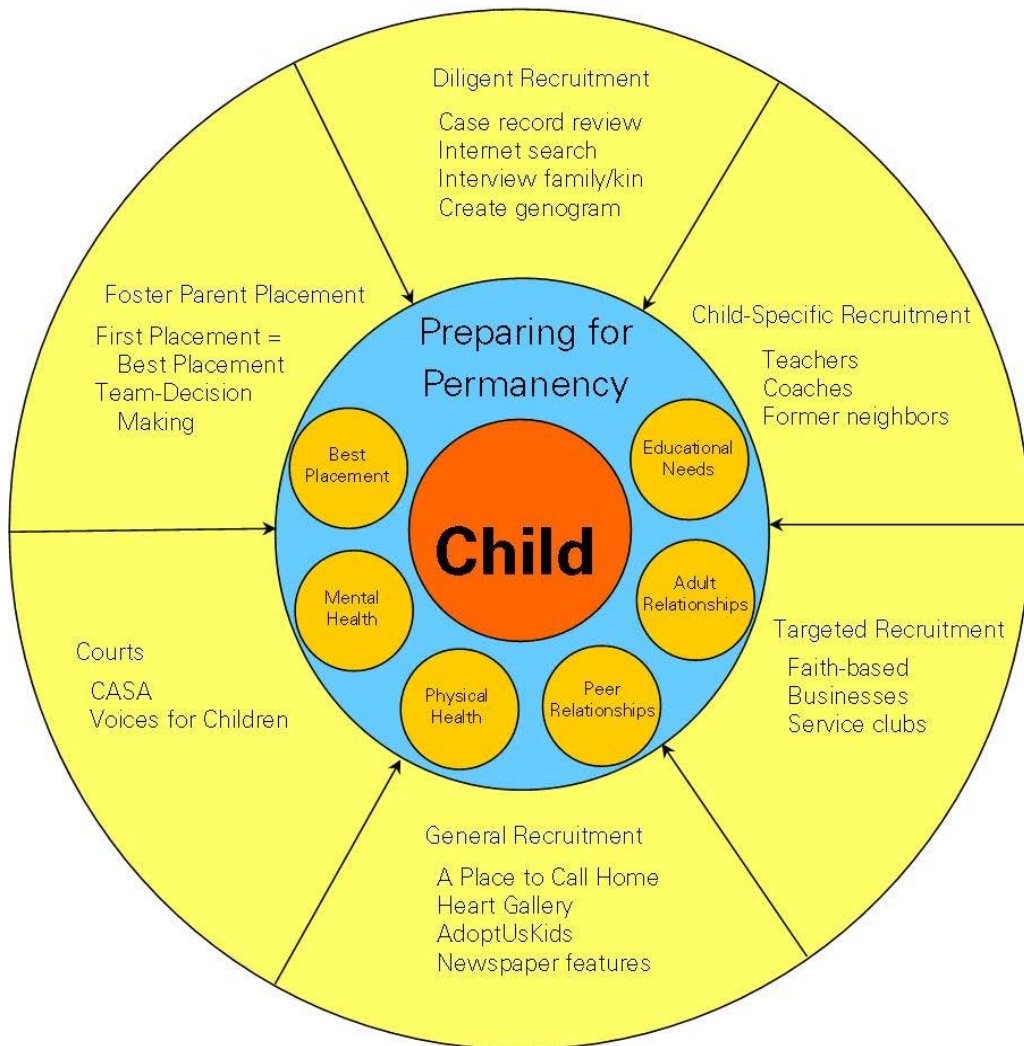 Diligent Recruitment
Case record review
Internet search
Interview family/kin
Create genogram
Child-Specific Recruitment
Teachers
Coaches
Former neighbors
Targeted Recruitment
Faith-based
Businesses
Service clubs
General Recruitment
A Place to Call Home
Heart Gallery
AdoptUsKids
Newspaper features
Courts
CASA
Voices for Children
Foster Parent Placement
First Placement =
Best Placement
Team-Decision
Making
Preparing for
Permanency
Educational
Needs
Adult
Relationships
Peer
Relationships
Physical
Health
Mental
Health
Best
Placement
Child